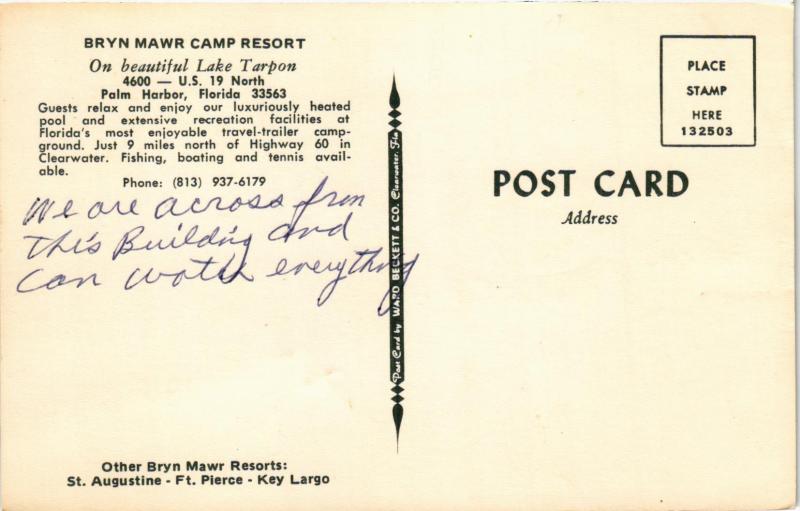 BRYN MAWR CAMP RESORT
On beautiful Lake Tarpon
4600 — U.S. 19 North
Palm Harbor, Florida 33563
Guests relax and enjoy our luxuriously heated
pool and extensive recreation facilities at
Florida's most enjoyable travel-trailer camp-
ground. Just 9 miles north of Highway 60 in
Clearwater. Fishing, boating and tennis avail-
able.
Phone: (813) 937-6179
We are across from
this Building and
can watch everything
Other Bryn Mawr Resorts:
St. Augustine - Ft. Pierce - Key Largo
Post Card by WARD BECKETT & CO. Clearwater, Fla.
PLACE
STAMP
HERE
132503
POST CARD
Address